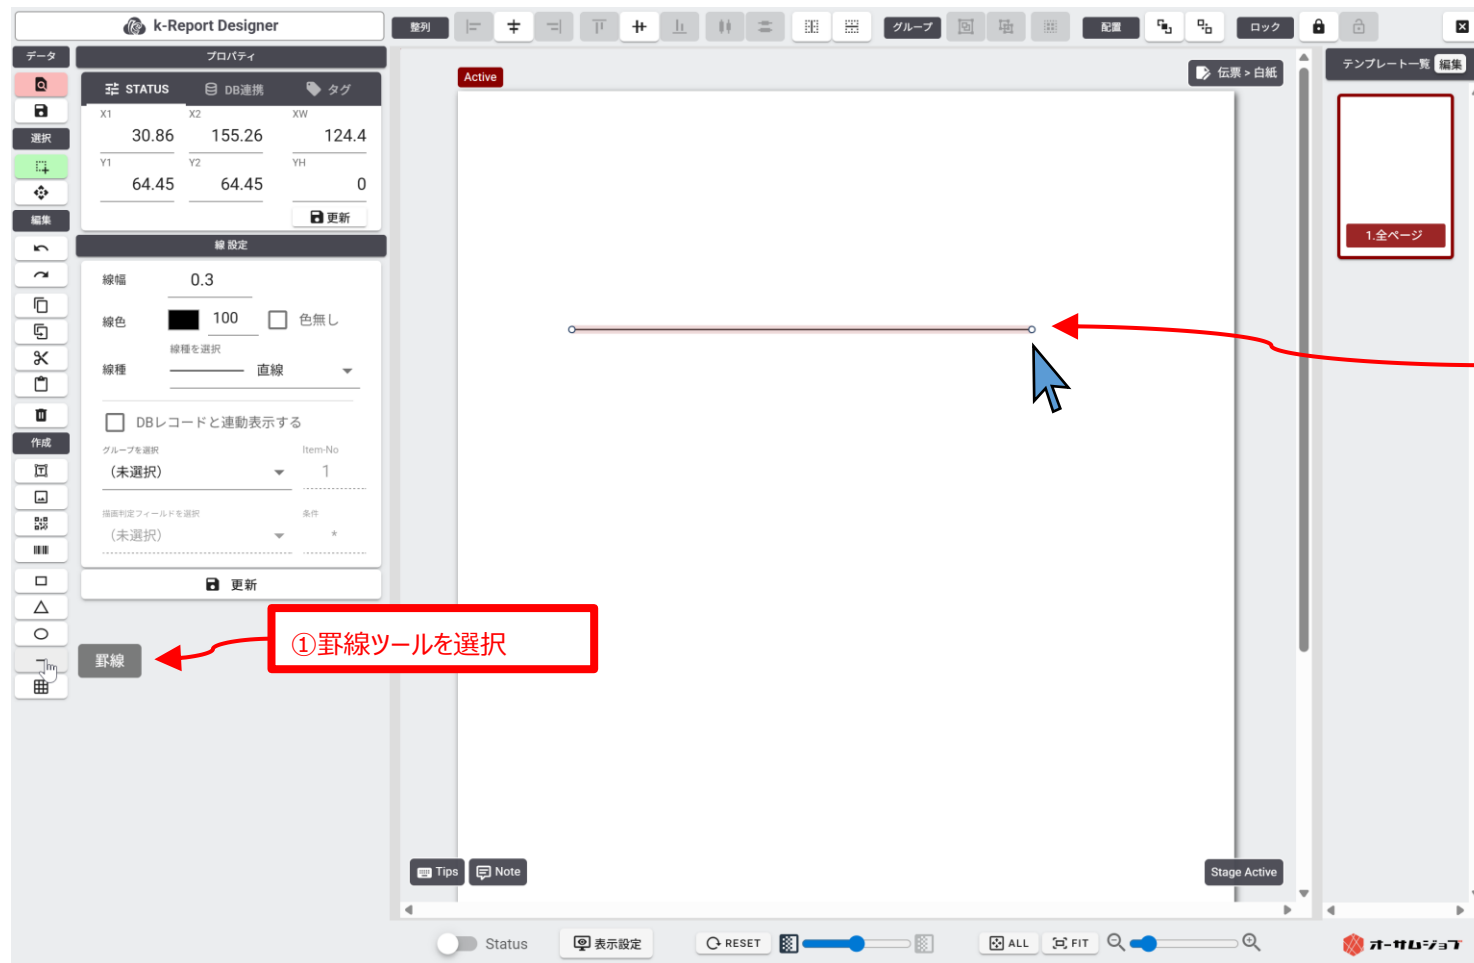 k-Report Designer
整列
グループ
配置
ロック
データ
プロパティ
STATUS
DB連携
タグ
X1
X2
XW
30.86
155.26
124.4
Y1
Y2
YH
64.45
64.45
0
更新
選択
編集
線 設定
線幅
0.3
線色
100
色無し
線種を選択
線種
直線
DBレコードと連動表示する
グループを選択
Item-No
(未選択)
1
描画判定フィールドを選択
条件
(未選択)
*
更新
作成
罫線
①罫線ツールを選択
Active
伝票 > 白紙
テンプレート一覧
編集
1.全ページ
Tips
Note
Stage Active
Status
表示設定
RESET
ALL
FIT
オーサムジョブ